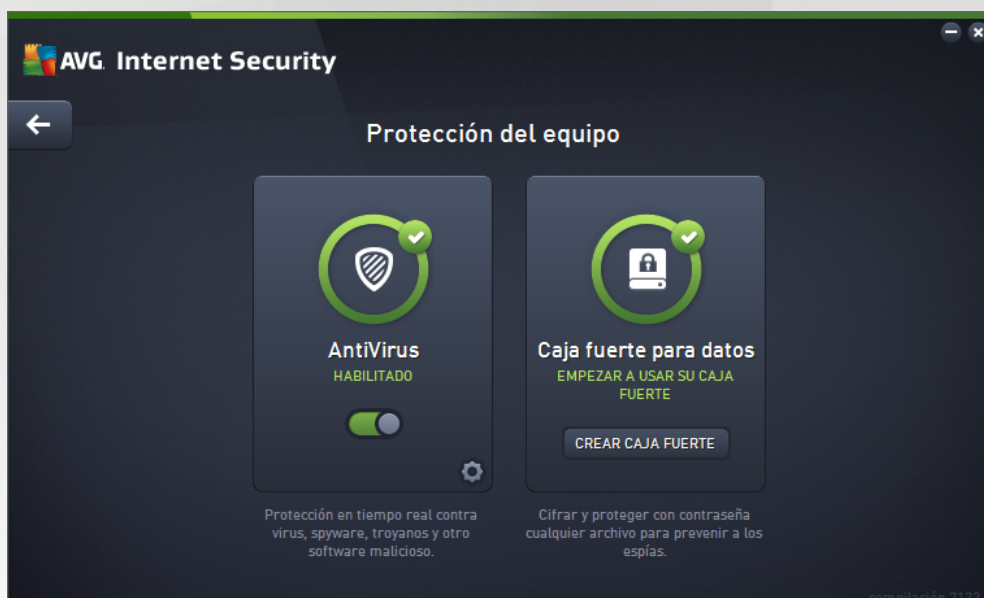 AVG. Internet Security
Protección del equipo
AntiVirus
HABILITADO
Protección en tiempo real contra
virus, spyware, troyanos y otro
software malicioso.
Caja fuerte para datos
EMPEZAR A USAR SU CAJA
FUERTE
CREAR CAJA FUERTE
Cifrar y proteger con contraseña
cualquier archivo para prevenir a los
espías.
compilación 7133